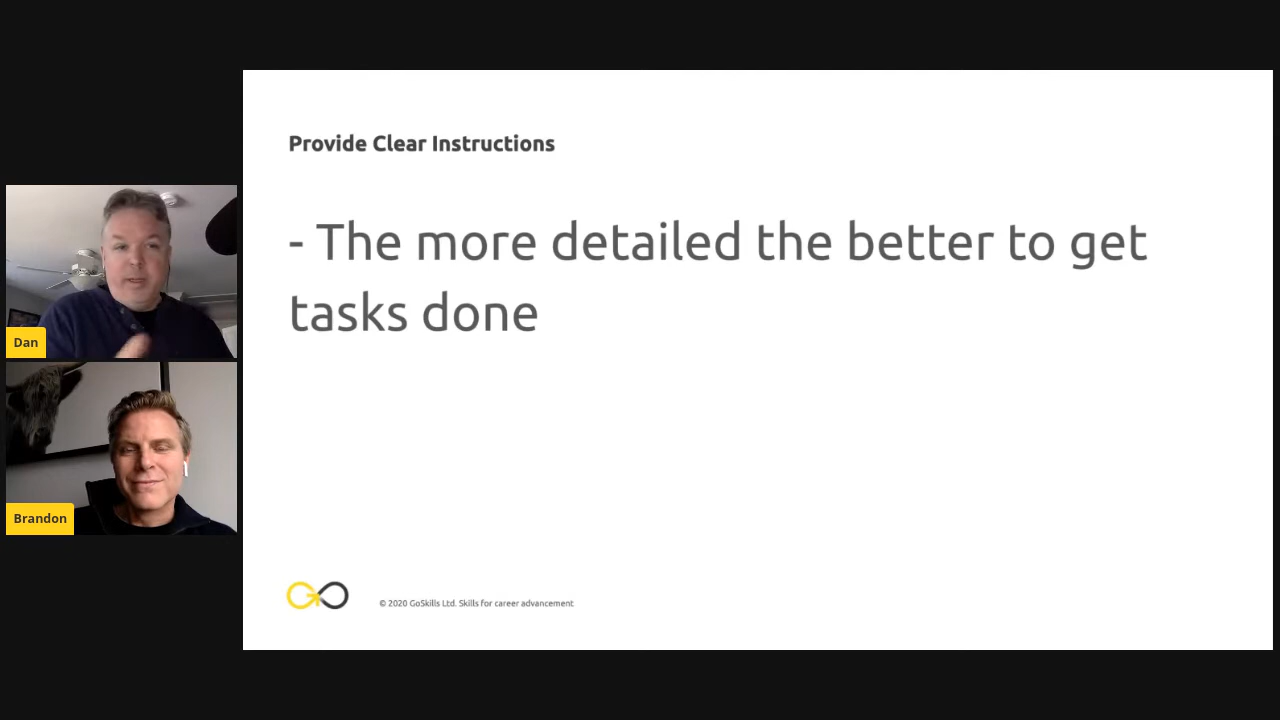 Provide Clear Instructions
- The more detailed the better to get
tasks done
Dan
Brandon
© 2020 GoSkills Ltd. Skills for career advancement